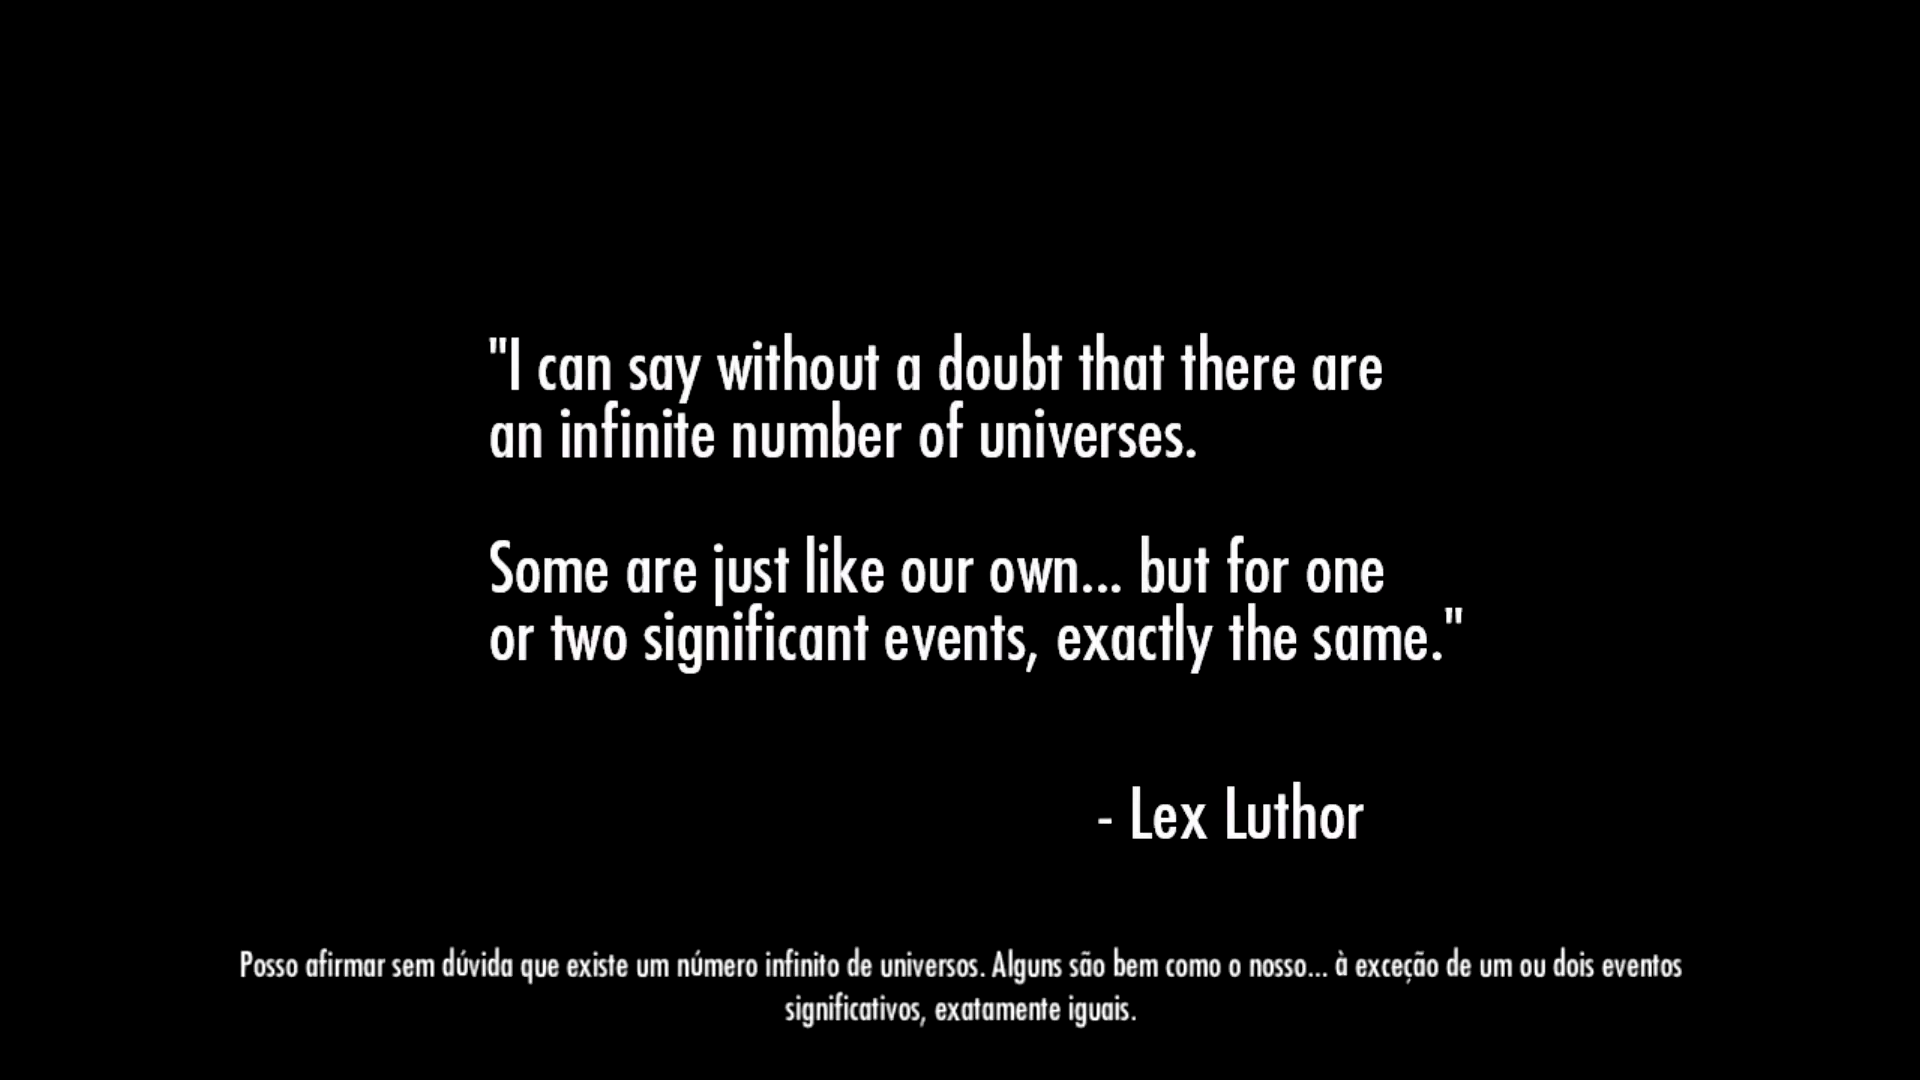 "I can say without a doubt that there are
an infinite number of universes.
Some are just like our own... but for one
or two significant events, exactly the same."
- Lex Luthor
Posso afirmar sem dúvida que existe um número infinito de universos. Alguns são bem como o nosso... à exceção de um ou dois eventos
significativos, exatamente iguais.